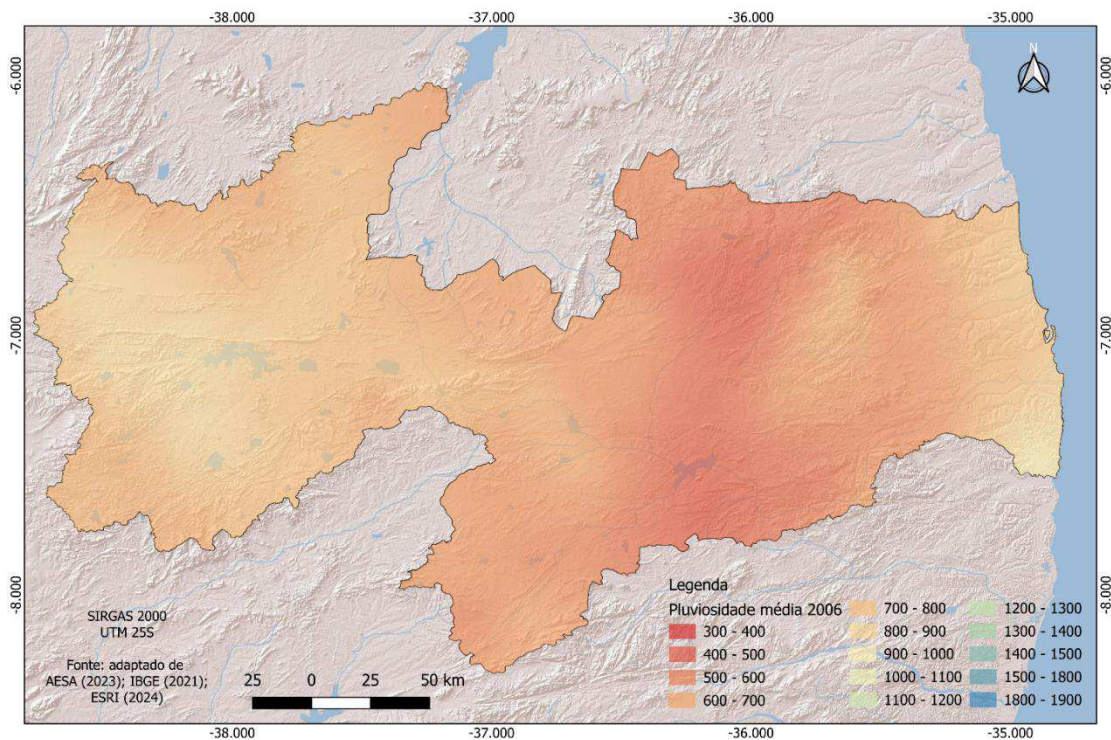 -38.000
-37.000
-36.000
-35.000
-6.000
-6.000
N
-7.000
-7.000
-8.000
-8.000
SIRGAS 2000
UTM 25S
Fonte: adaptado de
AESA (2023); IBGE (2021);
ESRI (2024)
25 0 25 50 km
Legenda
Pluviosidade média 2006
300 - 400
400 - 500
500 - 600
600 - 700
700 - 800
800 - 900
900 - 1000
1000 - 1100
1100 - 1200
1200 - 1300
1300 - 1400
1400 - 1500
1500 - 1800
1800 - 1900
-38.000
-37.000
-36.000
-35.000